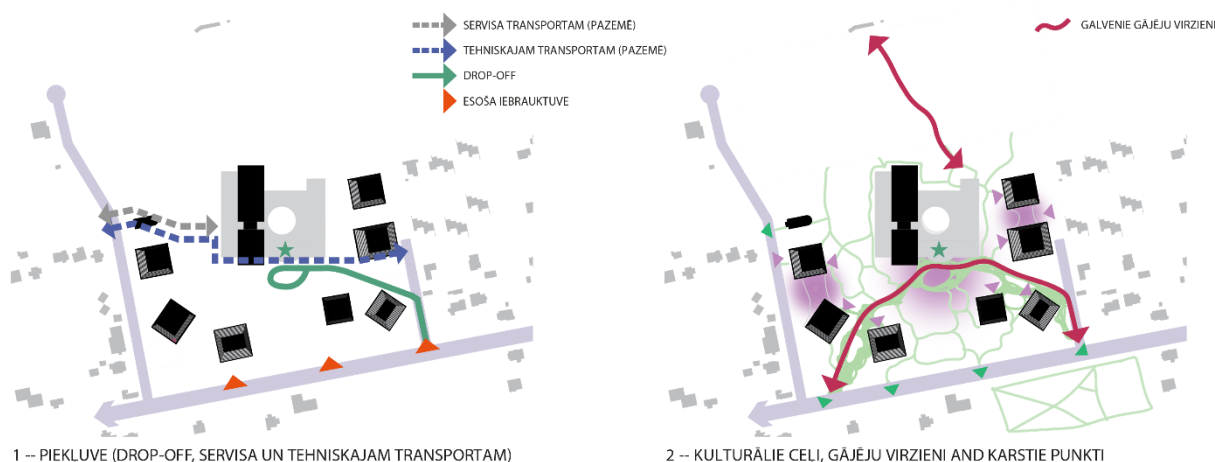 SERVISA TRANSPORTAM (PAZEMĒ)
TEHNISKAJAM TRANSPORTAM (PAZEMĒ)
DROP-OFF
ESOŠA IEBRAUKTUVE
GALVENIE GĀJĒJU VIRZIENI
1 -- PIEKĻUVE (DROP-OFF, SERVISA UN TEHNISKAJAM TRANSPORTAM)
2 -- KULTURĀLIE CEĻI, GĀJĒJU VIRZIENI AND KARSTIE PUNKTI